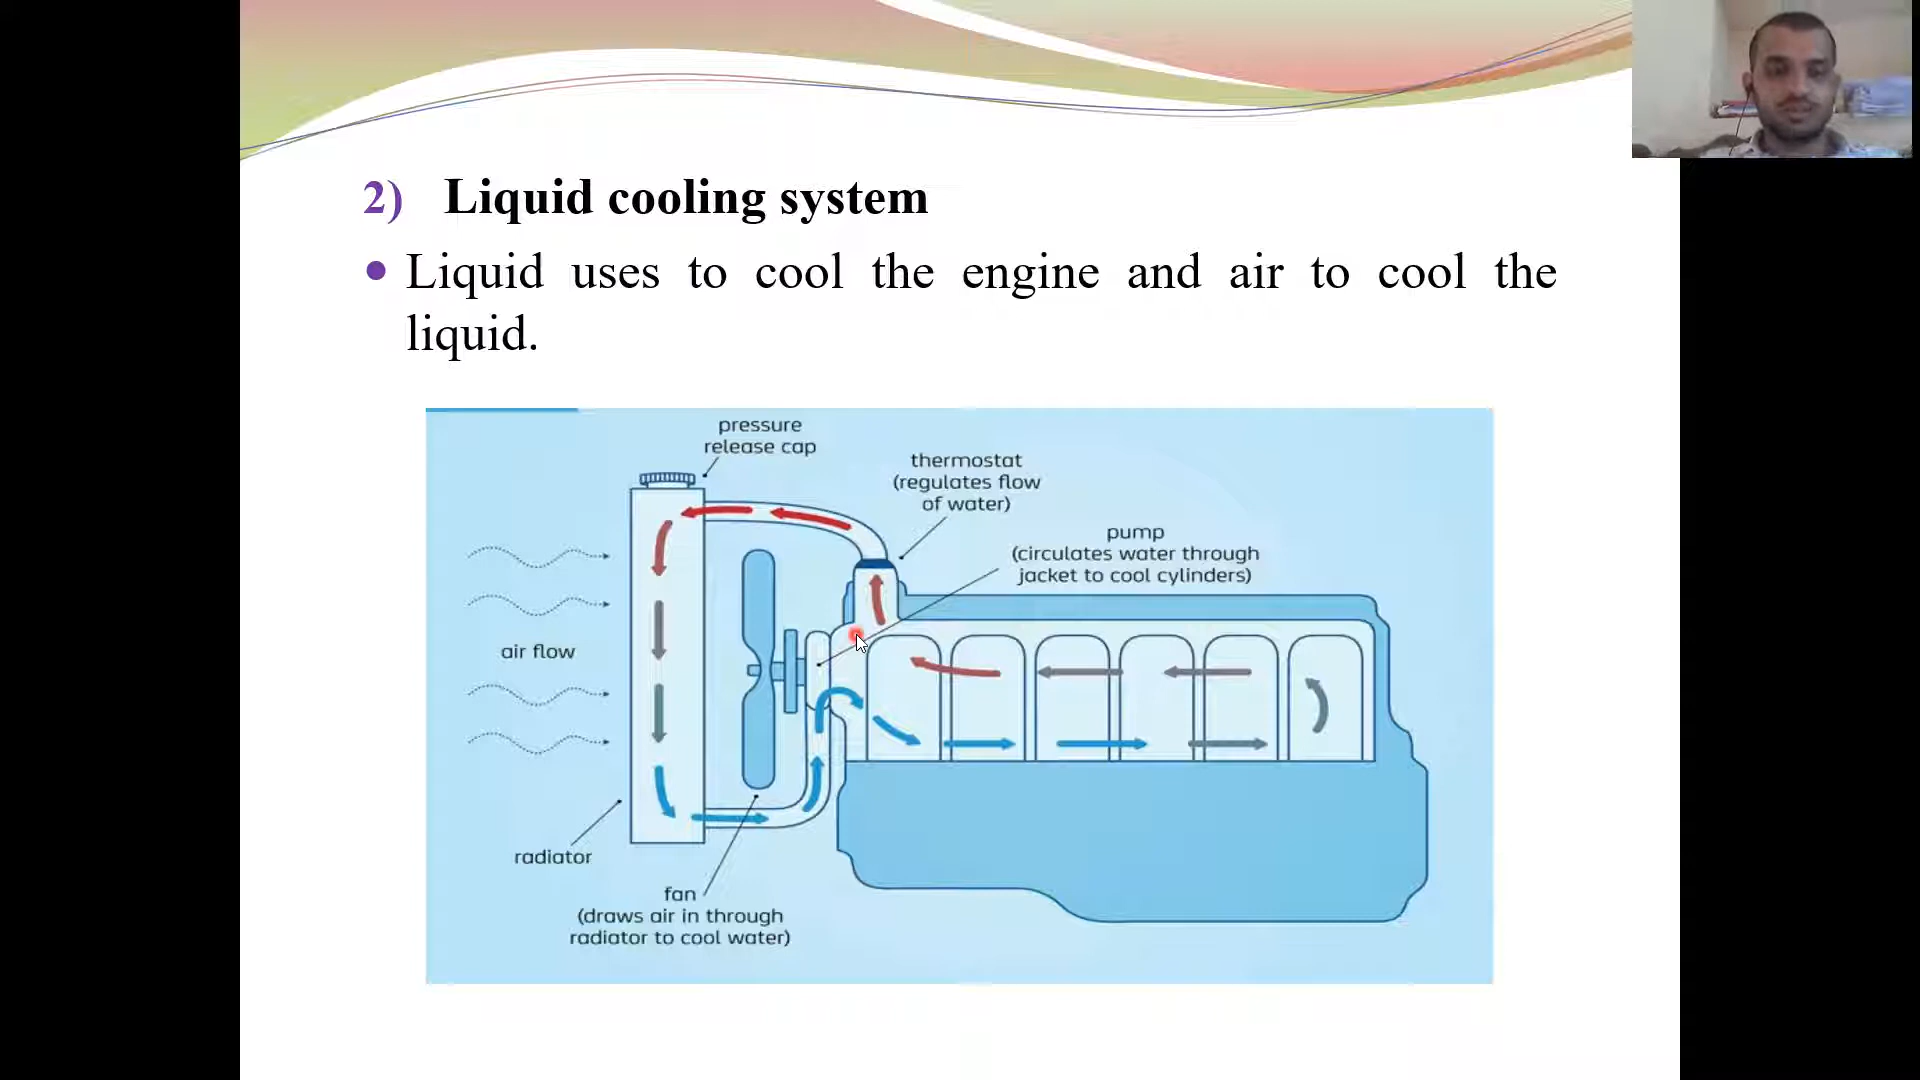 2) Liquid cooling system
• Liquid uses to cool the engine and air to cool the
liquid.
pressure
release cap
thermostat
(regulates flow
of water)
pump
(circulates water through
jacket to cool cylinders)
air flow
radiator
fan
(draws air in through
radiator to cool water)